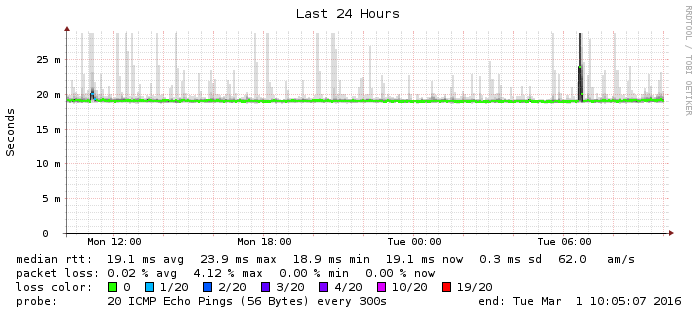 Last 24 Hours
RRDTOOL / TOBI OETIKER
Seconds
25 m
20 m
15 m
10 m
5 m
0
Mon 12:00 Mon 18:00 Tue 00:00 Tue 06:00
median rtt: 19.1 ms avg 23.9 ms max 18.9 ms min 19.1 ms now 0.3 ms sd 62.0 am/s
packet loss: 0.02 % avg 4.12 % max 0.00 % min 0.00 % now
loss color: 0 1/20 2/20 3/20 4/20 10/20 19/20
probe: 20 ICMP Echo Pings (56 Bytes) every 300s end: Tue Mar 1 10:05:07 2016